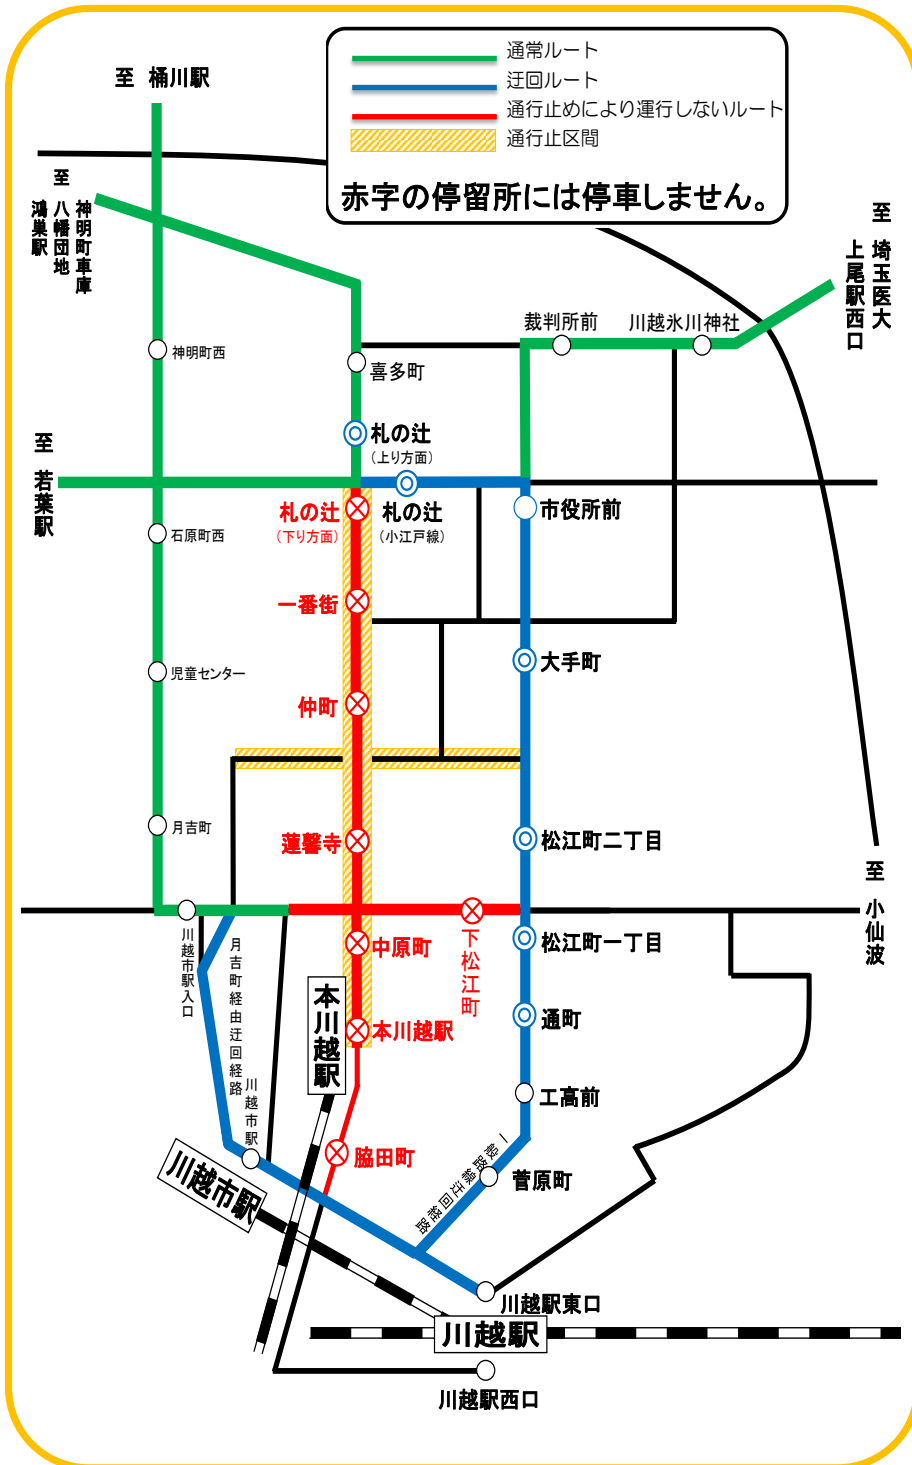 通常ルート
迂回ルート
通行止めにより運行しないルート
通行止区間
赤字の停留所には停車しません。
至 桶川駅
至 神明町車庫
八幡団地
鴻巣駅
至 埼玉医大
上尾駅西口
裁判所前
川越氷川神社
神明町西
喜多町
札の辻
(上り方面)
至 若葉駅
札の辻
(下り方面)
札の辻
(小江戸線)
市役所前
石原町西
一番街
大手町
児童センター
仲町
月吉町
蓮馨寺
松江町二丁目
至 小仙波
川越市駅入口
月吉町経由迂回経路
中原町
下松江町
松江町一丁目
本川越駅
本川越駅
通町
川越市駅
工高前
脇田町
一般路線迂回経路
菅原町
川越市駅
川越駅東口
川越駅
川越駅西口